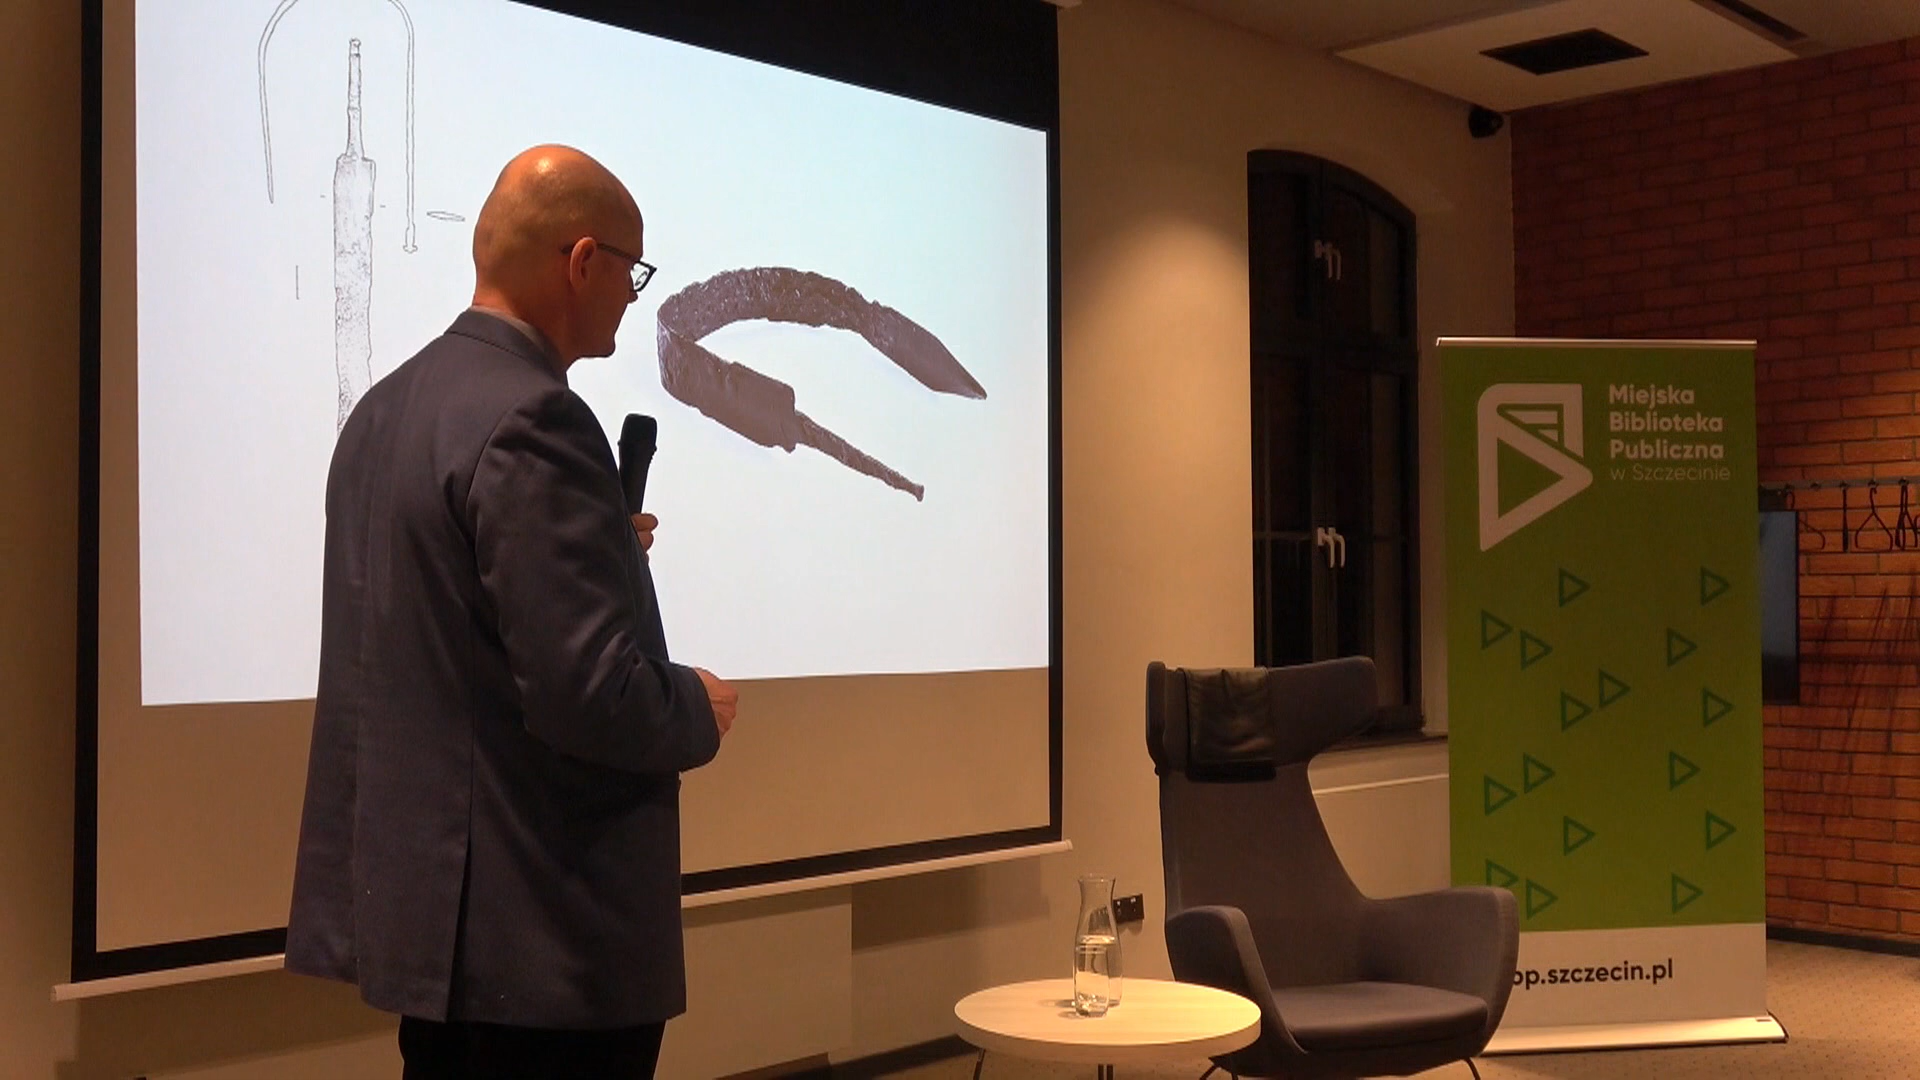 Miejska
Biblioteka
Publiczna
w Szczecinie
op.szczecin.pl